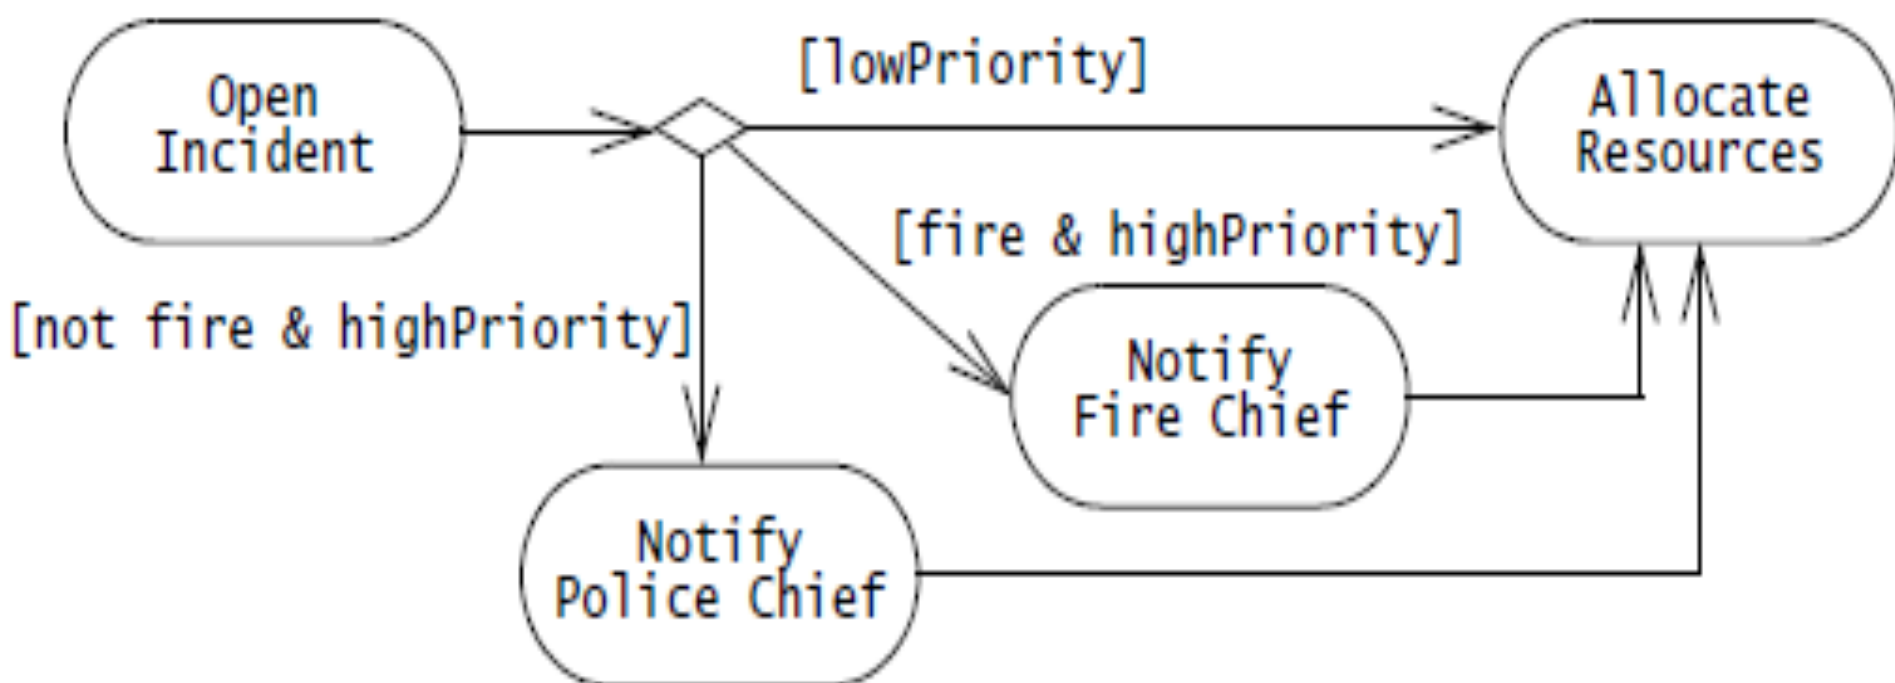 Open
Incident
[lowPriority]
Allocate
Resources
[fire & highPriority]
[not fire & highPriority]
Notify
Fire Chief
Notify
Police Chief